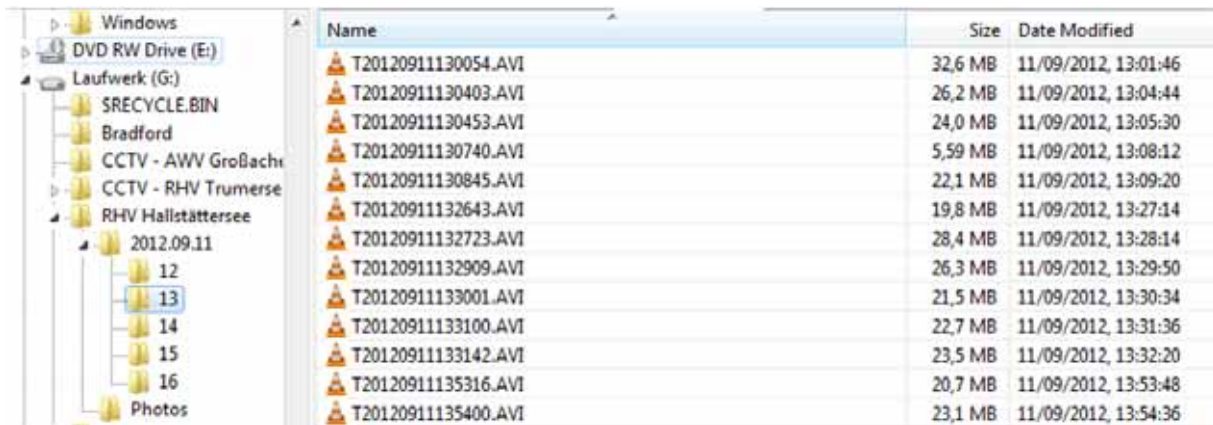 Windows
DVD RW Drive (E:)
Laufwerk (G:)
$RECYCLE.BIN
Bradford
CCTV - AWV Großache
CCTV - RHV Trumerse
RHV Hallstättersee
2012.09.11
12
13
14
15
16
Photos
Name Size Date Modified
T20120911130054.AVI 32,6 MB 11/09/2012, 13:01:46
T20120911130403.AVI 26,2 MB 11/09/2012, 13:04:44
T20120911130453.AVI 24,0 MB 11/09/2012, 13:05:30
T20120911130740.AVI 5,59 MB 11/09/2012, 13:08:12
T20120911130845.AVI 22,1 MB 11/09/2012, 13:09:20
T20120911132643.AVI 19,8 MB 11/09/2012, 13:27:14
T20120911132723.AVI 28,4 MB 11/09/2012, 13:28:14
T20120911132909.AVI 26,3 MB 11/09/2012, 13:29:50
T20120911133001.AVI 21,5 MB 11/09/2012, 13:30:34
T20120911133100.AVI 22,7 MB 11/09/2012, 13:31:36
T20120911133142.AVI 23,5 MB 11/09/2012, 13:32:20
T20120911135316.AVI 20,7 MB 11/09/2012, 13:53:48
T20120911135400.AVI 23,1 MB 11/09/2012, 13:54:36